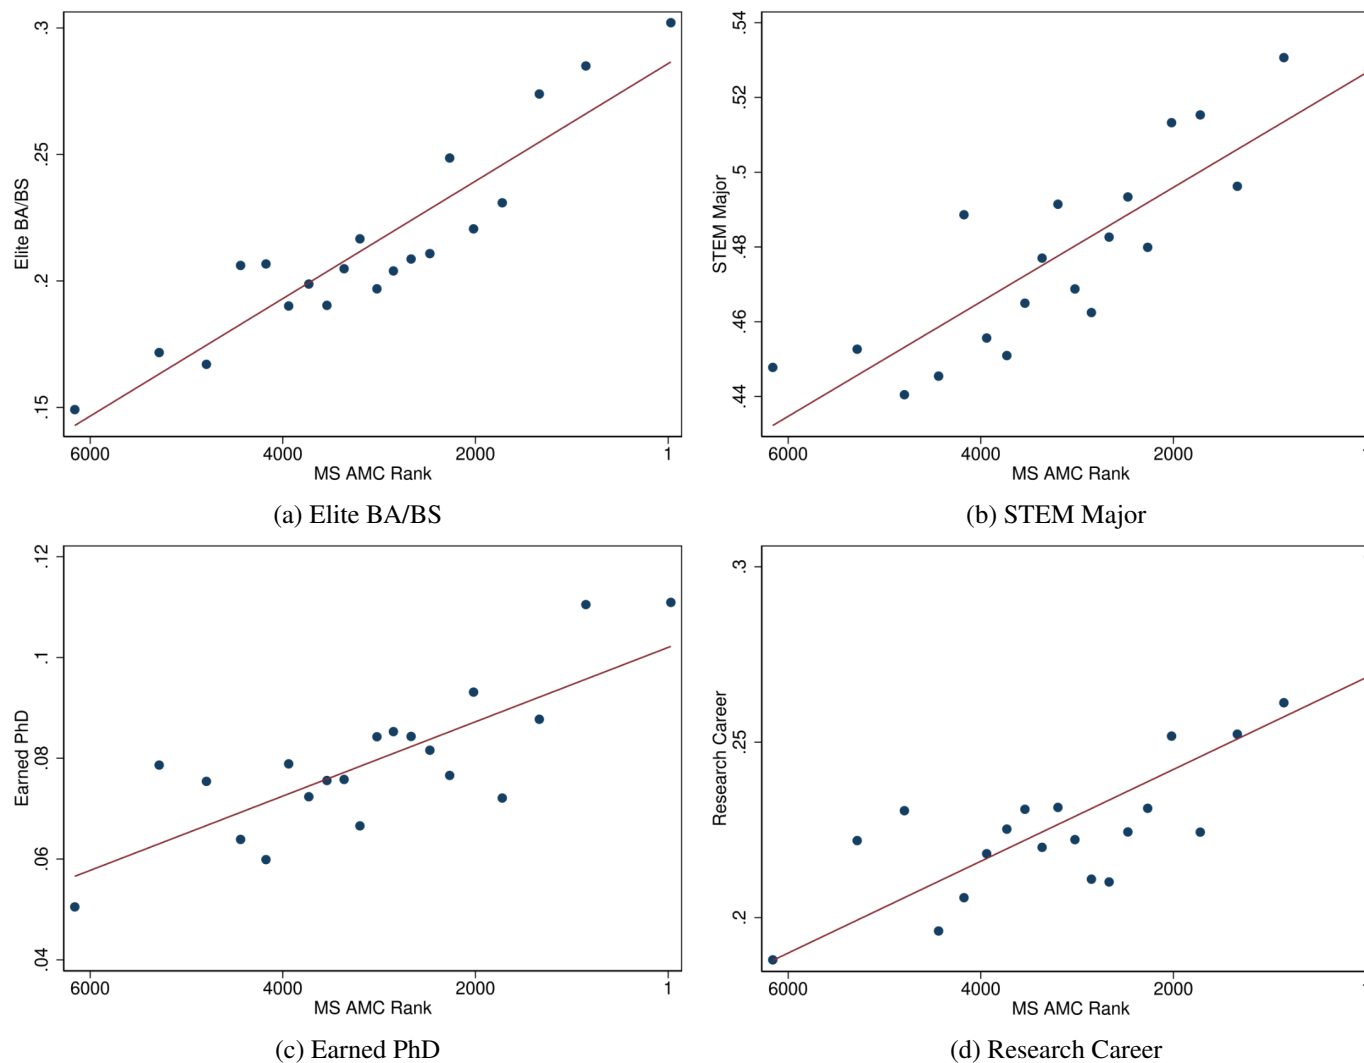 .3
.25
.2
.15
Elite BA/BS
6000 4000 2000 1
MS AMC Rank
(a) Elite BA/BS
.54
.52
.5
.48
.46
.44
STEM Major
6000 4000 2000 1
MS AMC Rank
(b) STEM Major
.12
.1
.08
.06
.04
Earned PhD
6000 4000 2000 1
MS AMC Rank
(c) Earned PhD
.3
.25
.2
Research Career
6000 4000 2000 1
MS AMC Rank
(d) Research Career